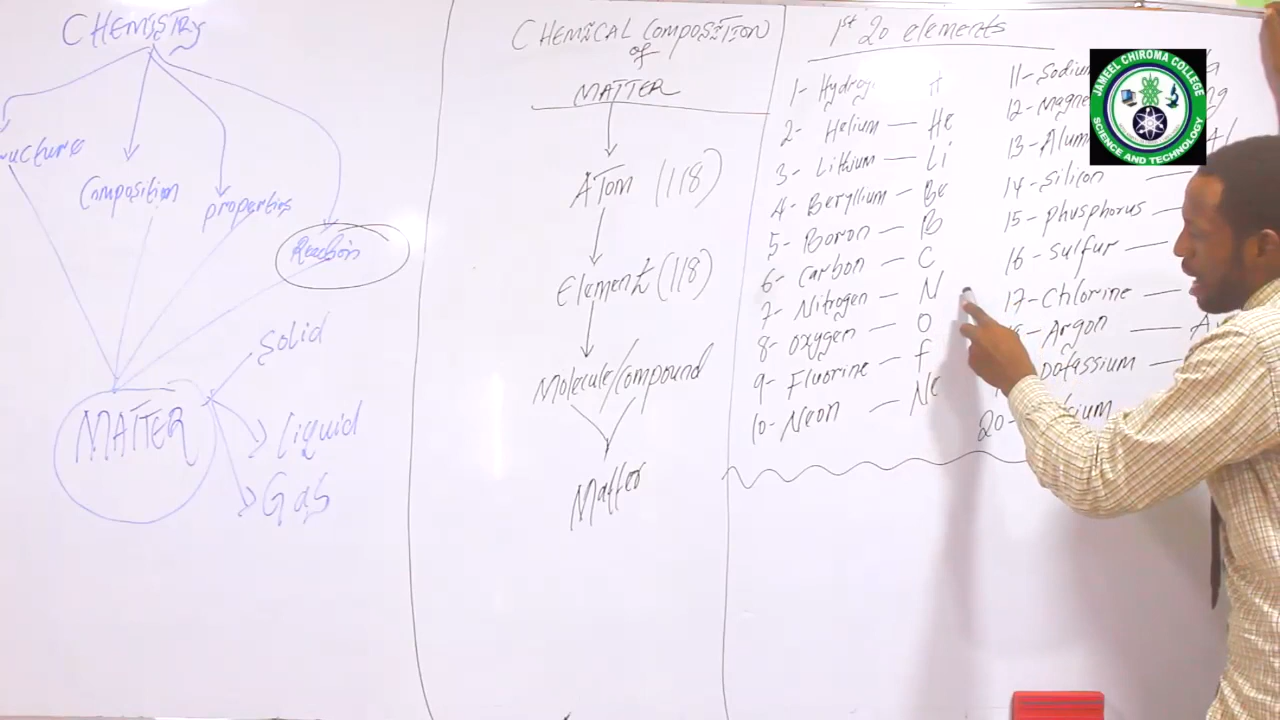 CHEMISTRY
ructure
Composition
properties
Reaction
MATTER
Solid
Liquid
Gas
CHEMICAL COMPOSITION
of
MATTER
ATOM (118)
Element (118)
Molecule/compound
Matter
1st 20 elements
1- Hydrog H
2- Helium — He
3- Lithium — Li
4- Beryllium — Be
5- Boron — B
6- Carbon — C
7- Nitrogen — N
8- Oxygen — O
9- Fluorine — f
10- Neon — Ne
11- Sodium a
12- Magne g
13- Alum Al
14- Silicon —
15- phosphorus —
16- Sulfur —
17- Chlorine —
Argon — A
potassium —
20- cium
JAMEEL CHIROMA COLLEGE
SCIENCE AND TECHNOLOGY